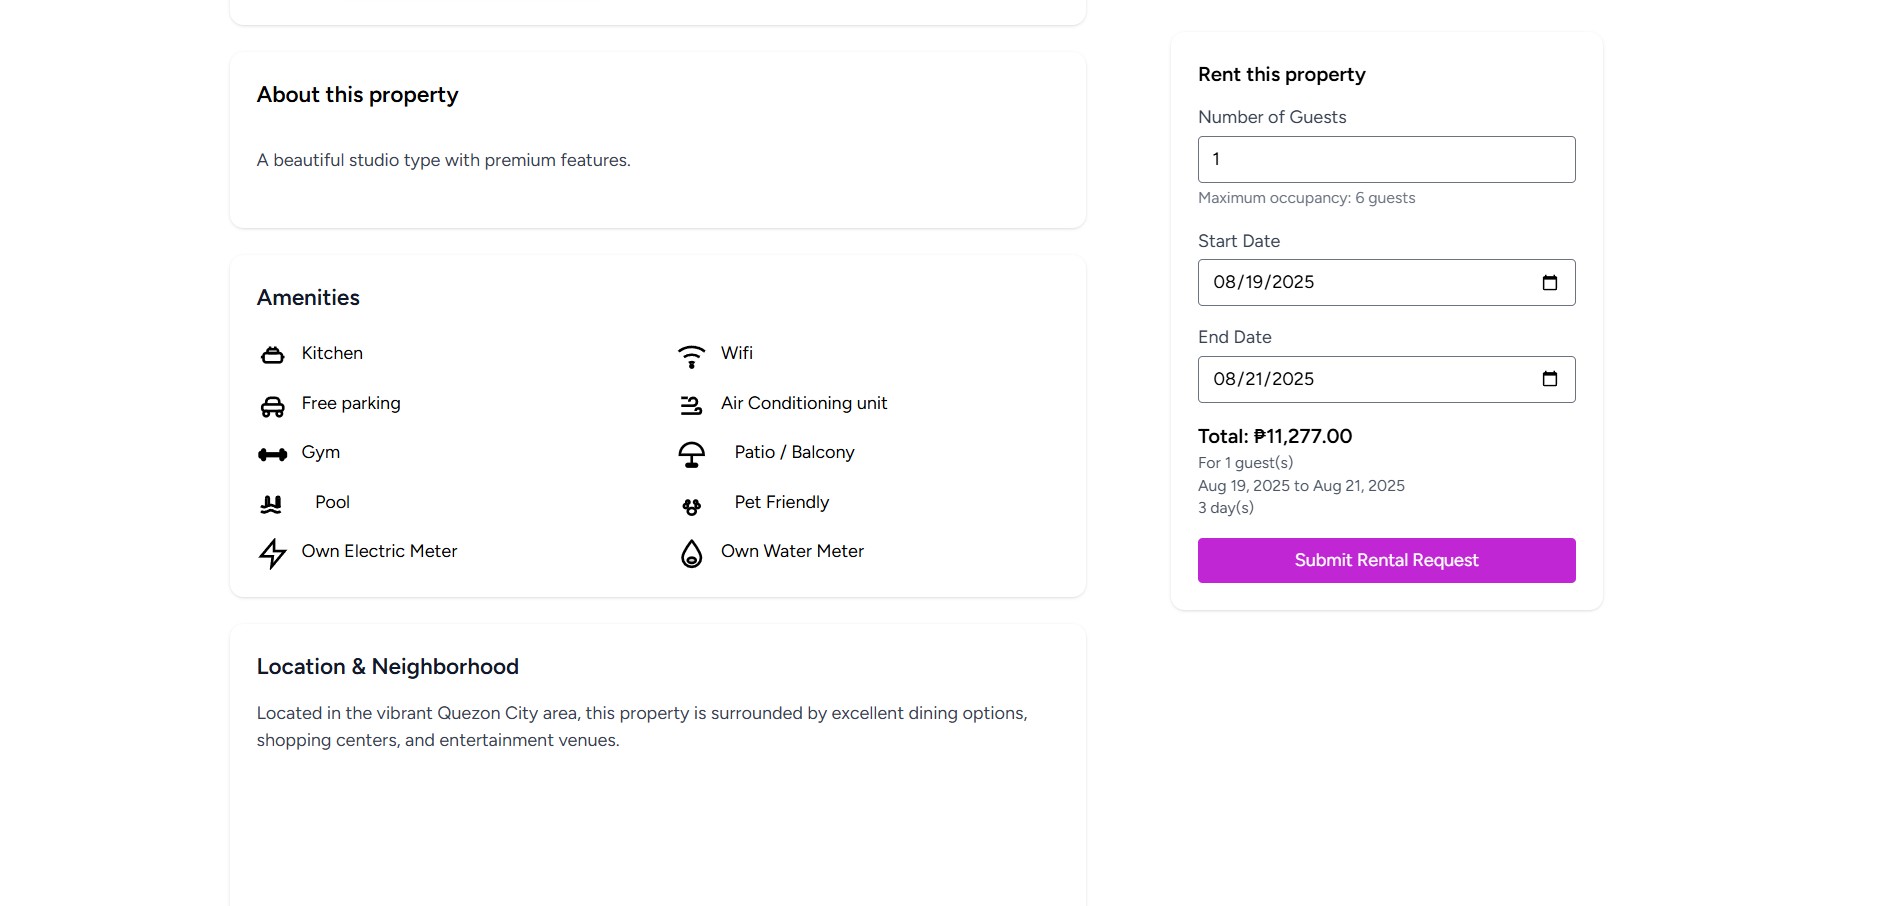 About this property
A beautiful studio type with premium features.
Amenities
Kitchen
Wifi
Free parking
Air Conditioning unit
Gym
Patio / Balcony
Pool
Pet Friendly
Own Electric Meter
Own Water Meter
Location & Neighborhood
Located in the vibrant Quezon City area, this property is surrounded by excellent dining options,
shopping centers, and entertainment venues.
Rent this property
Number of Guests
1
Maximum occupancy: 6 guests
Start Date
08/19/2025
End Date
08/21/2025
Total: ₱11,277.00
For 1 guest(s)
Aug 19, 2025 to Aug 21, 2025
3 day(s)
Submit Rental Request